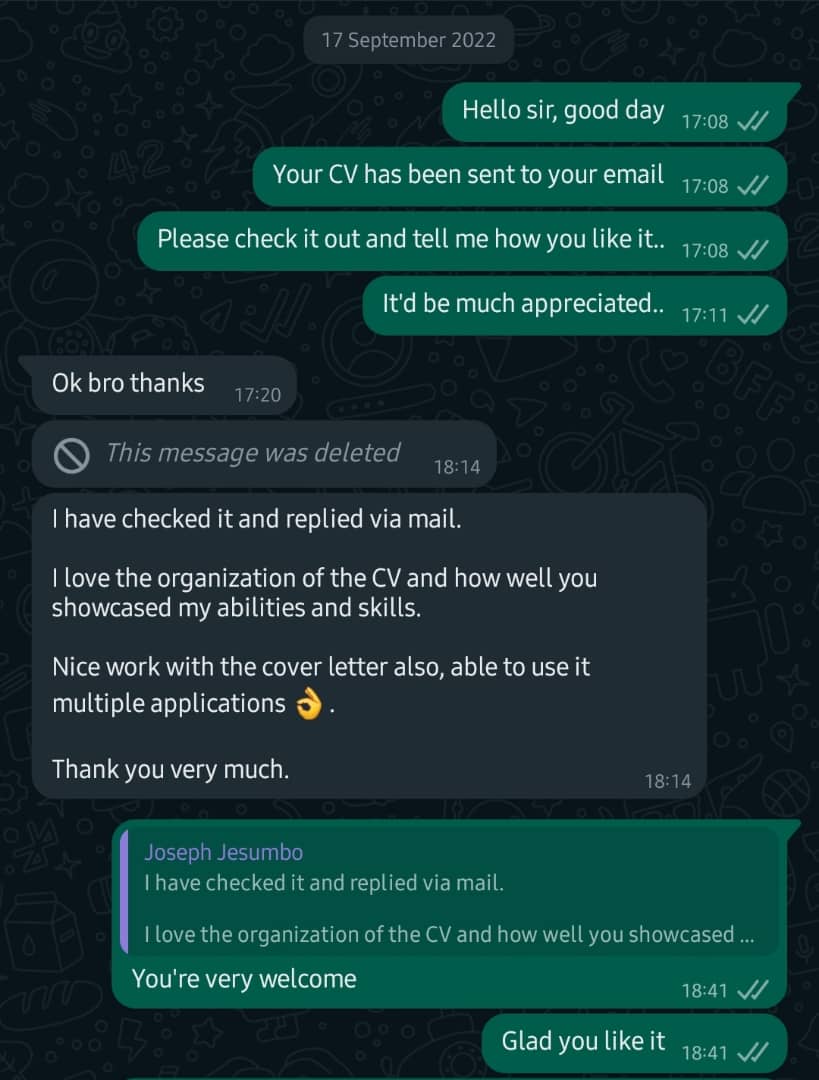 17 September 2022
Hello sir, good day 17:08
Your CV has been sent to your email 17:08
Please check it out and tell me how you like it.. 17:08
It'd be much appreciated.. 17:11
Ok bro thanks 17:20
This message was deleted 18:14
I have checked it and replied via mail.
I love the organization of the CV and how well you
showcased my abilities and skills.
Nice work with the cover letter also, able to use it
multiple applications 👌 .
Thank you very much. 18:14
Joseph Jesumbo
I have checked it and replied via mail.
I love the organization of the CV and how well you showcased ...
You're very welcome 18:41
Glad you like it 18:41